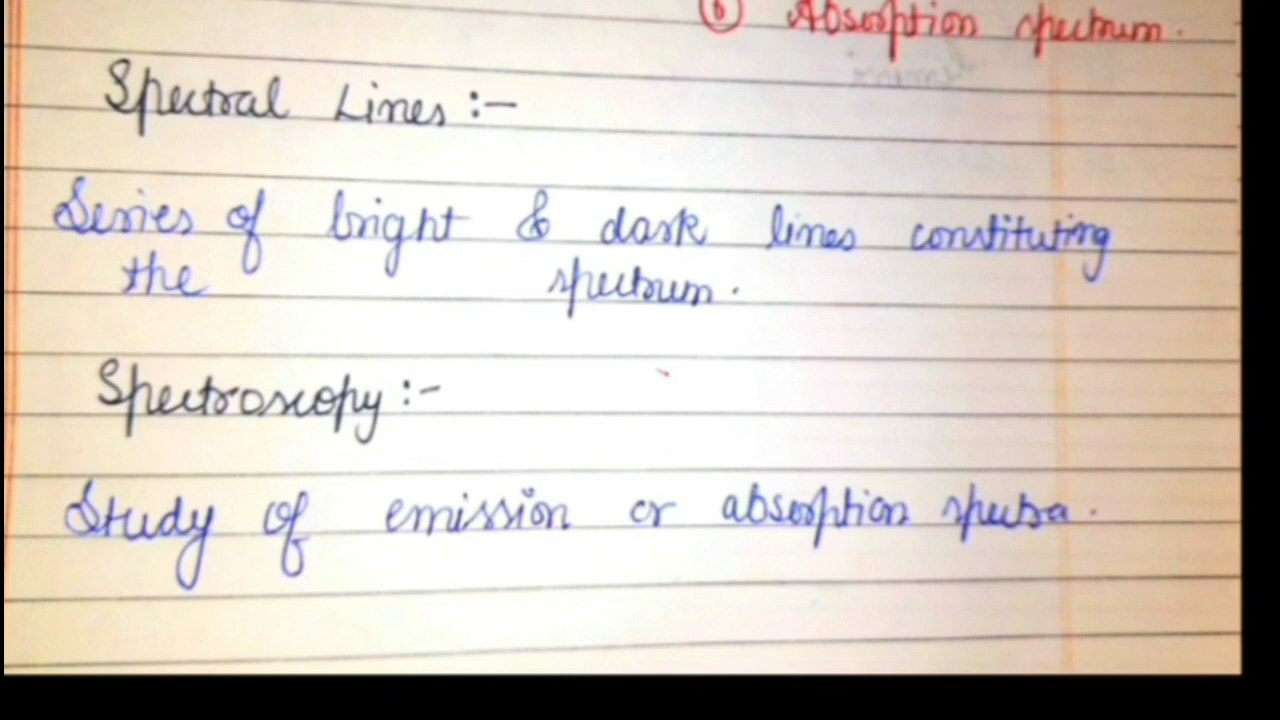 (b) Absorption spectrum.
Spectral Lines :-
Series of bright & dark lines constituting
the spectrum.
Spectroscopy :-
Study of emission or absorption spectra.